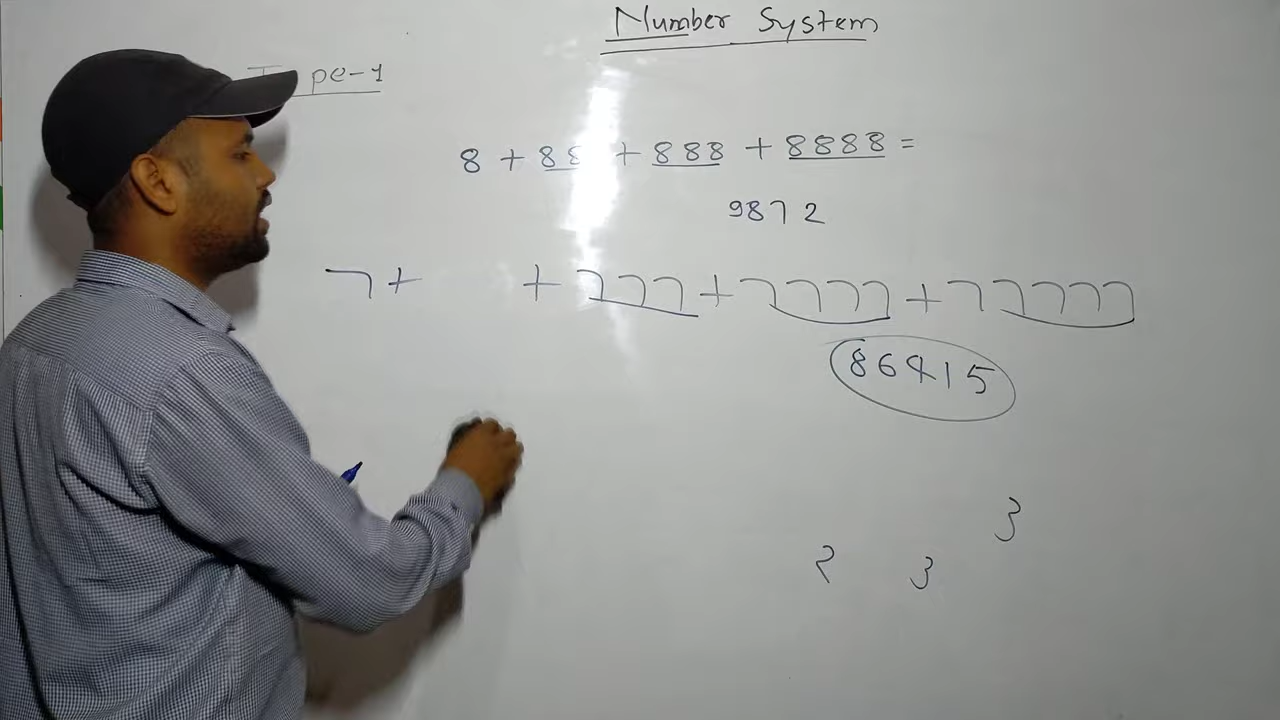 Number System
pe-1
8 + 88 + 888 + 8888 =
9872
7 + + 777 + 7777 + 77777
86415
3
2 3